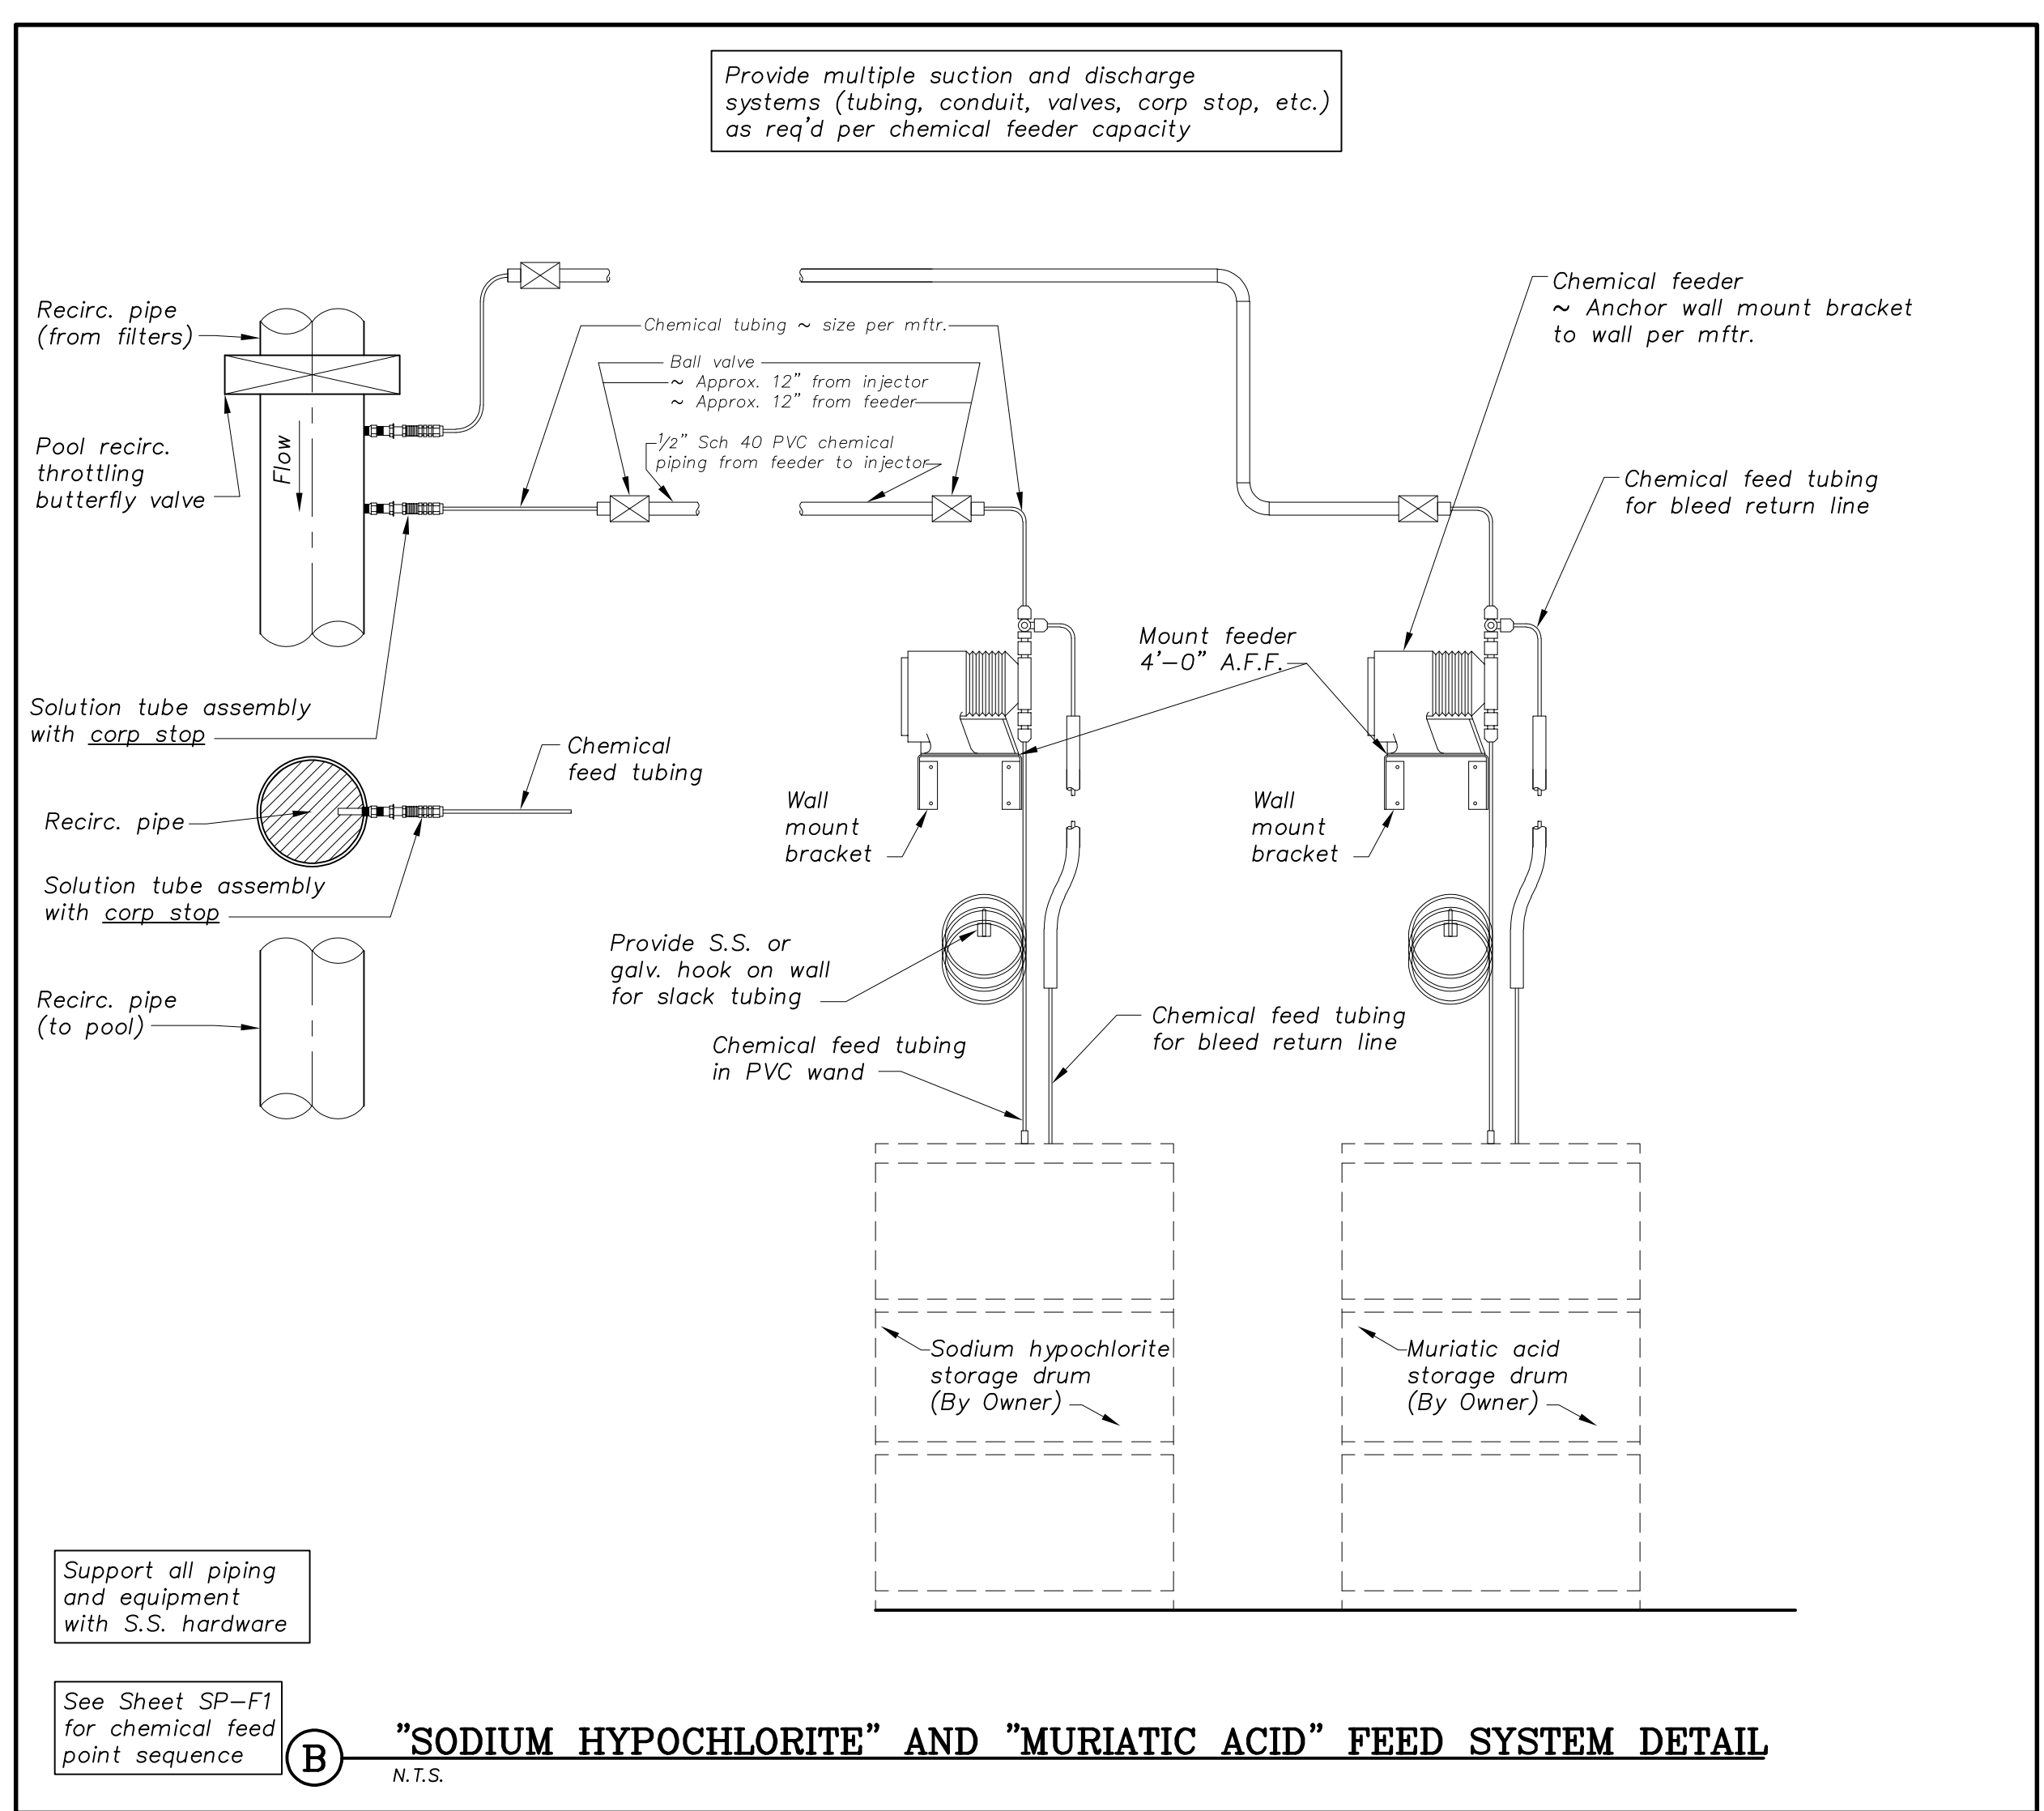 Provide multiple suction and discharge
systems (tubing, conduit, valves, corp stop, etc.)
as req'd per chemical feeder capacity
Recirc. pipe
(from filters)
Chemical tubing ~ size per mftr.
Ball valve
~ Approx. 12" from injector
~ Approx. 12" from feeder
Chemical feeder
~ Anchor wall mount bracket
to wall per mftr.
Pool recirc.
throttling
butterfly valve
Flow
1/2" Sch 40 PVC chemical
piping from feeder to injector
Chemical feed tubing
for bleed return line
Mount feeder
4'-0" A.F.F.
Solution tube assembly
with corp stop
Chemical
feed tubing
Recirc. pipe
Wall
mount
bracket
Wall
mount
bracket
Solution tube assembly
with corp stop
Provide S.S. or
galv. hook on wall
for slack tubing
Recirc. pipe
(to pool)
Chemical feed tubing
in PVC wand
Chemical feed tubing
for bleed return line
Sodium hypochlorite
storage drum
(By Owner)
Muriatic acid
storage drum
(By Owner)
Support all piping
and equipment
with S.S. hardware
See Sheet SP-F1
for chemical feed
point sequence
B
"SODIUM HYPOCHLORITE" AND "MURIATIC ACID" FEED SYSTEM DETAIL
N.T.S.